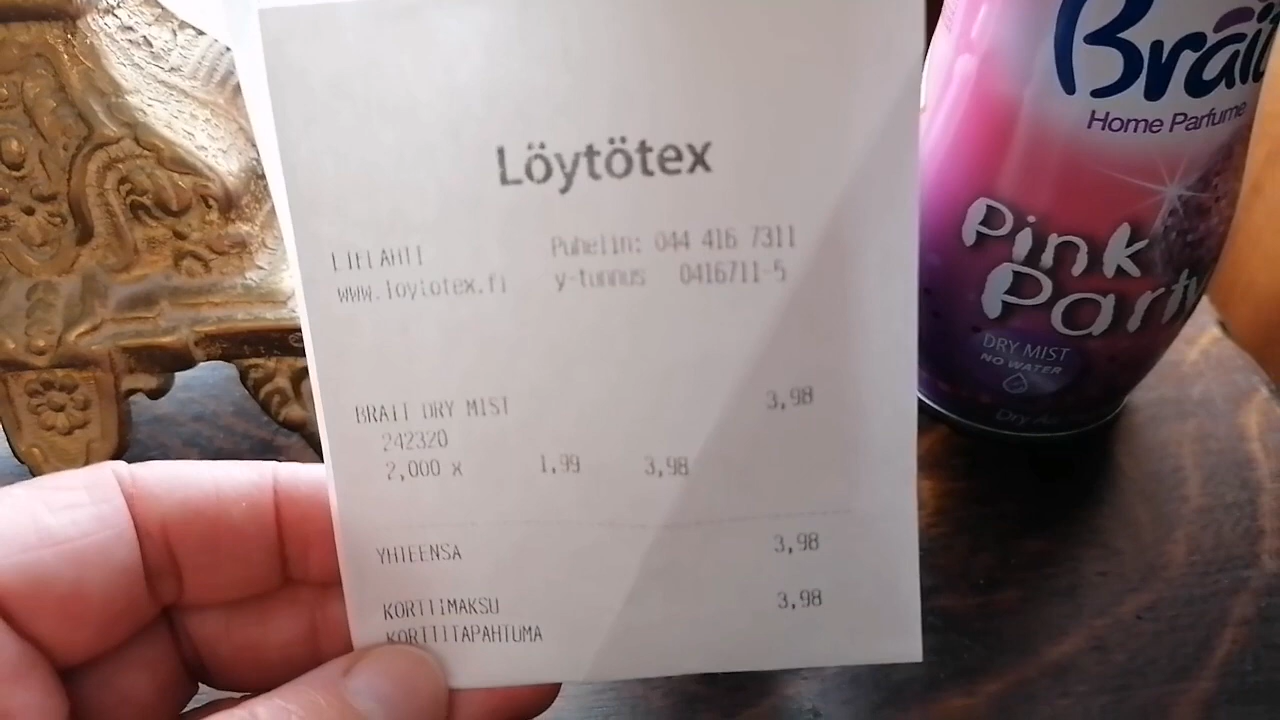 Löytötex
LIELAHTI Puhelin: 044 416 7311
www.loytotex.fi y-tunnus 0416711-5
BRAIT DRY MIST 3,98
242320
2,000 x 1,99 3,98
YHTEENSA 3,98
KORTTIMAKSU 3,98
KORTTITAPAHTUMA
Brait
Home Parfume
Pink
Party
DRY MIST
NO WATER